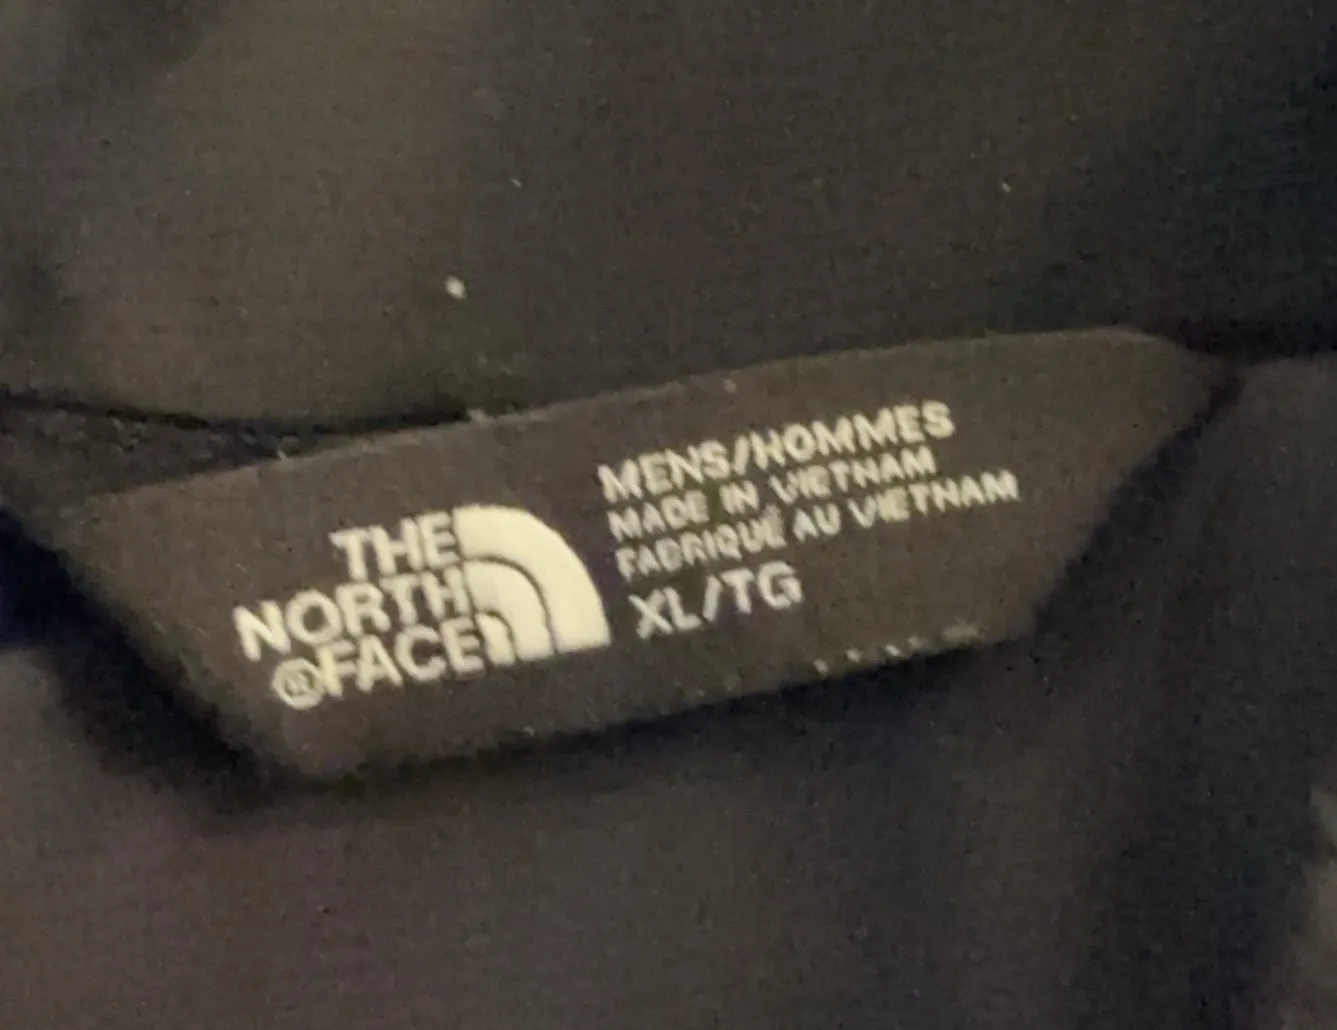 THE
NORTH
®FACE
MENS/HOMMES
MADE IN VIETNAM
FABRIQUÉ AU VIETNAM
XL/TG